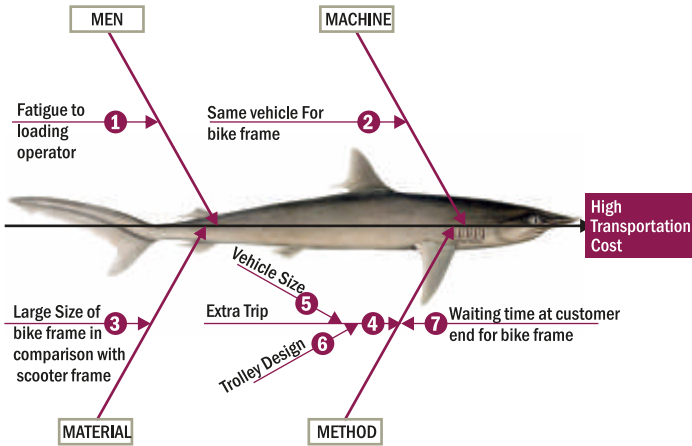 MEN
MACHINE
Fatigue to
loading
operator
1
Same vehicle For
bike frame
2
High
Transportation
Cost
Large Size of
bike frame in
comparison with
scooter frame
3
Vehicle Size
5
Extra Trip
4
Trolley Design
6
7
Waiting time at customer
end for bike frame
MATERIAL
METHOD